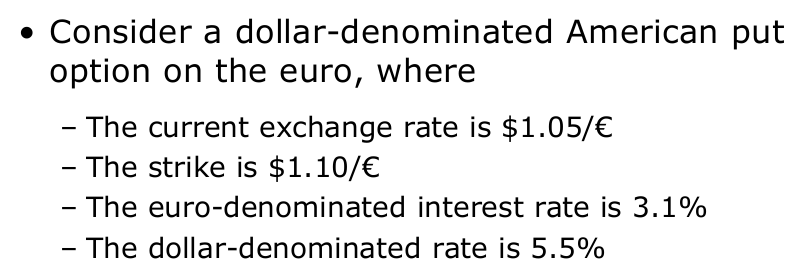 • Consider a dollar-denominated American put
option on the euro, where
– The current exchange rate is $1.05/€
– The strike is $1.10/€
– The euro-denominated interest rate is 3.1%
– The dollar-denominated rate is 5.5%